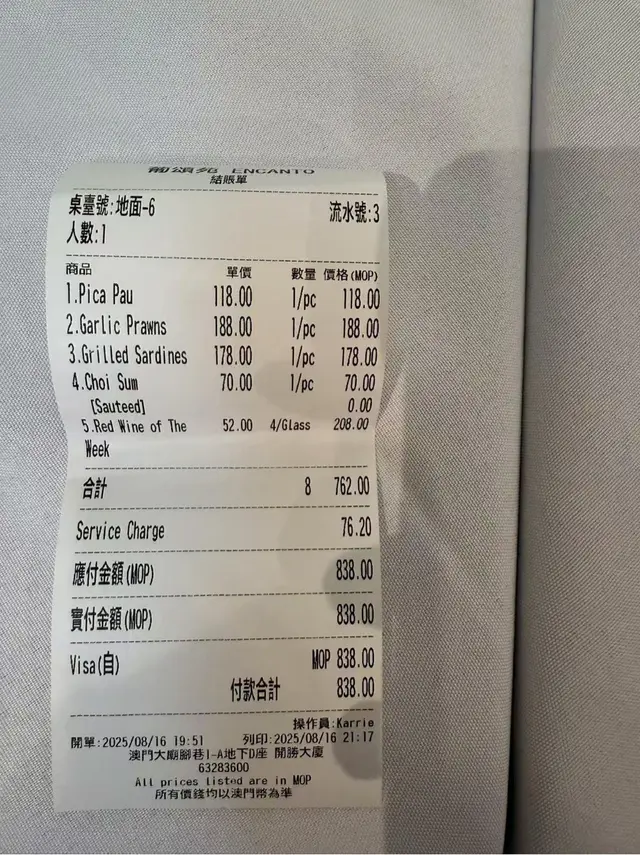 葡頌苑 ENCANTO
結賬單
桌臺號:地面-6 流水號:3
人數:1
商品 單價 數量 價格(MOP)
1.Pica Pau 118.00 1/pc 118.00
2.Garlic Prawns 188.00 1/pc 188.00
3.Grilled Sardines 178.00 1/pc 178.00
4.Choi Sum 70.00 1/pc 70.00
[Sauteed] 0.00
5.Red Wine of The 52.00 4/Glass 208.00
Week
合計 8 762.00
Service Charge 76.20
應付金額(MOP) 838.00
實付金額(MOP) 838.00
Visa(自) MOP 838.00
付款合計 838.00
操作員:Karrie
開單:2025/08/16 19:51 列印:2025/08/16 21:17
澳門大廟腳巷1-A地下D座 開勝大廈
63283600
All prices listed are in MOP
所有價錢均以澳門幣為準